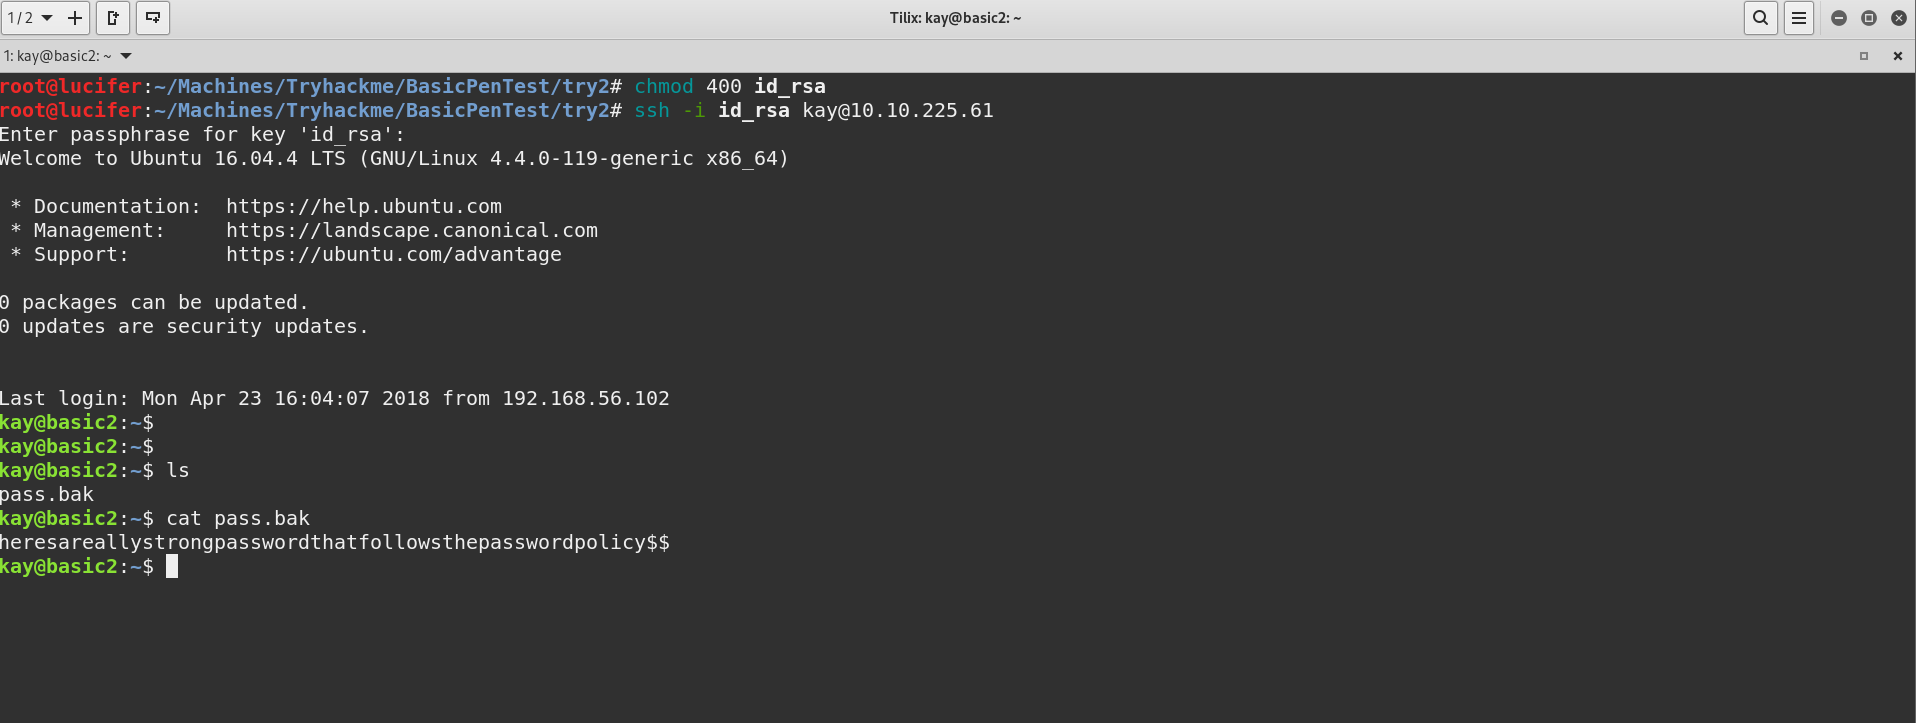 1 / 2
Tilix: kay@basic2: ~
1: kay@basic2: ~
root@lucifer:~/Machines/Tryhackme/BasicPenTest/try2# chmod 400 id_rsa
root@lucifer:~/Machines/Tryhackme/BasicPenTest/try2# ssh -i id_rsa kay@10.10.225.61
Enter passphrase for key 'id_rsa':
Welcome to Ubuntu 16.04.4 LTS (GNU/Linux 4.4.0-119-generic x86_64)
* Documentation:  https://help.ubuntu.com
* Management:     https://landscape.canonical.com
* Support:        https://ubuntu.com/advantage
0 packages can be updated.
0 updates are security updates.
Last login: Mon Apr 23 16:04:07 2018 from 192.168.56.102
kay@basic2:~$
kay@basic2:~$
kay@basic2:~$ ls
pass.bak
kay@basic2:~$ cat pass.bak
heresareallystrongpasswordthatfollowsthepasswordpolicy$$
kay@basic2:~$